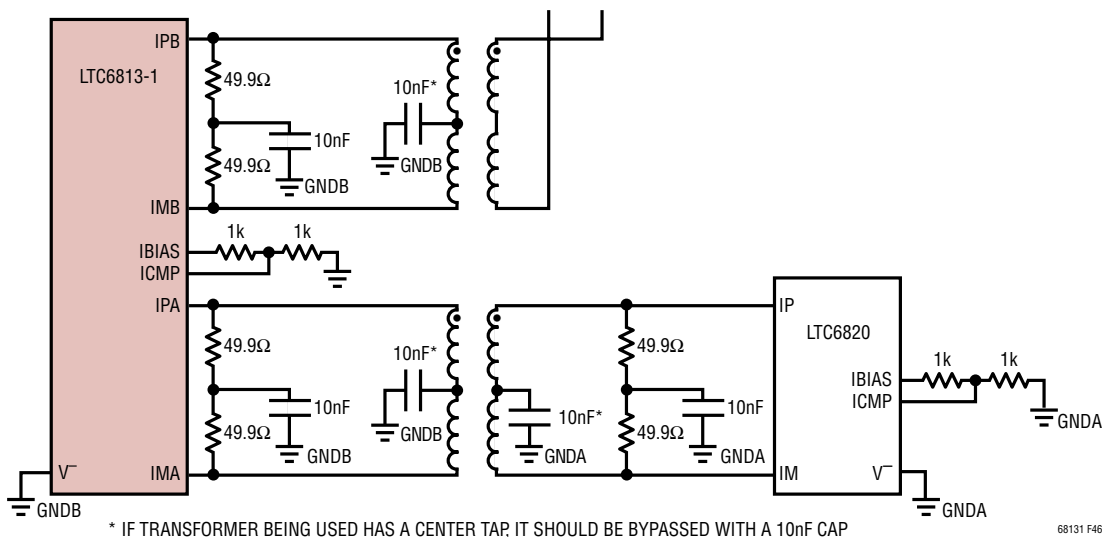 IPB
LTC6813-1
49.9Ω
10nF*
10nF
49.9Ω
GNDB
GNDB
IMB
1k 1k
IBIAS
ICMP
IPA
IP
LTC6820
49.9Ω
10nF*
49.9Ω
1k 1k
IBIAS
ICMP
10nF
10nF*
10nF
GNDA
49.9Ω
GNDB
49.9Ω
GNDB
GNDA
GNDA
V−
IMA
IM
V−
GNDB
GNDA
* IF TRANSFORMER BEING USED HAS A CENTER TAP, IT SHOULD BE BYPASSED WITH A 10nF CAP
68131 F46